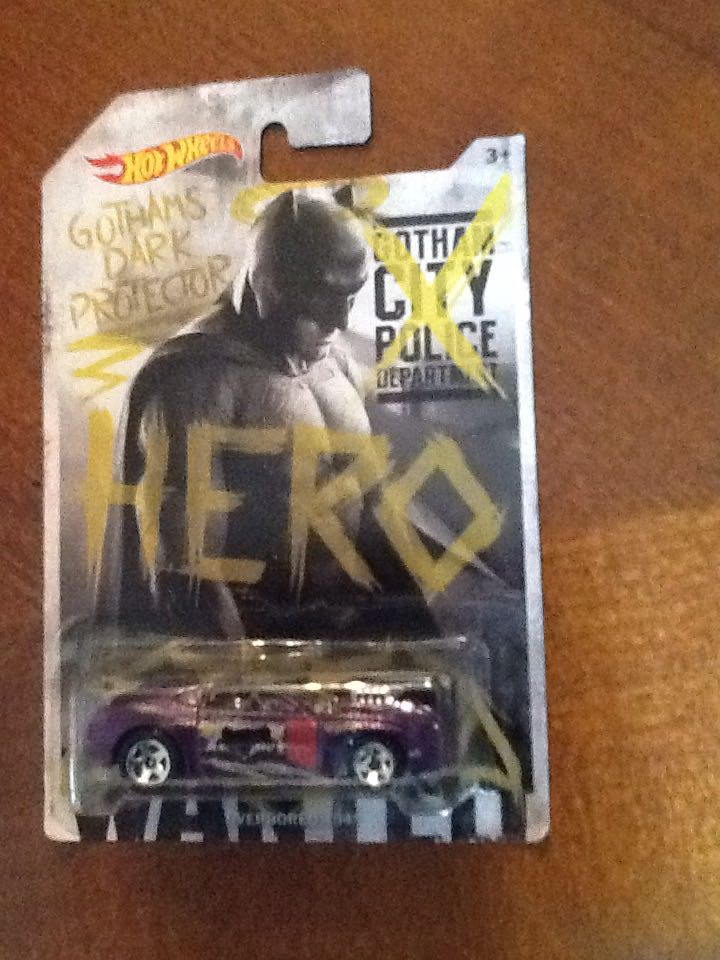 HOT WHEELS
3+
GOTHAMS
DARK
PROTECTOR
GOTHAM
CITY
POLICE
DEPARTMENT
HERO